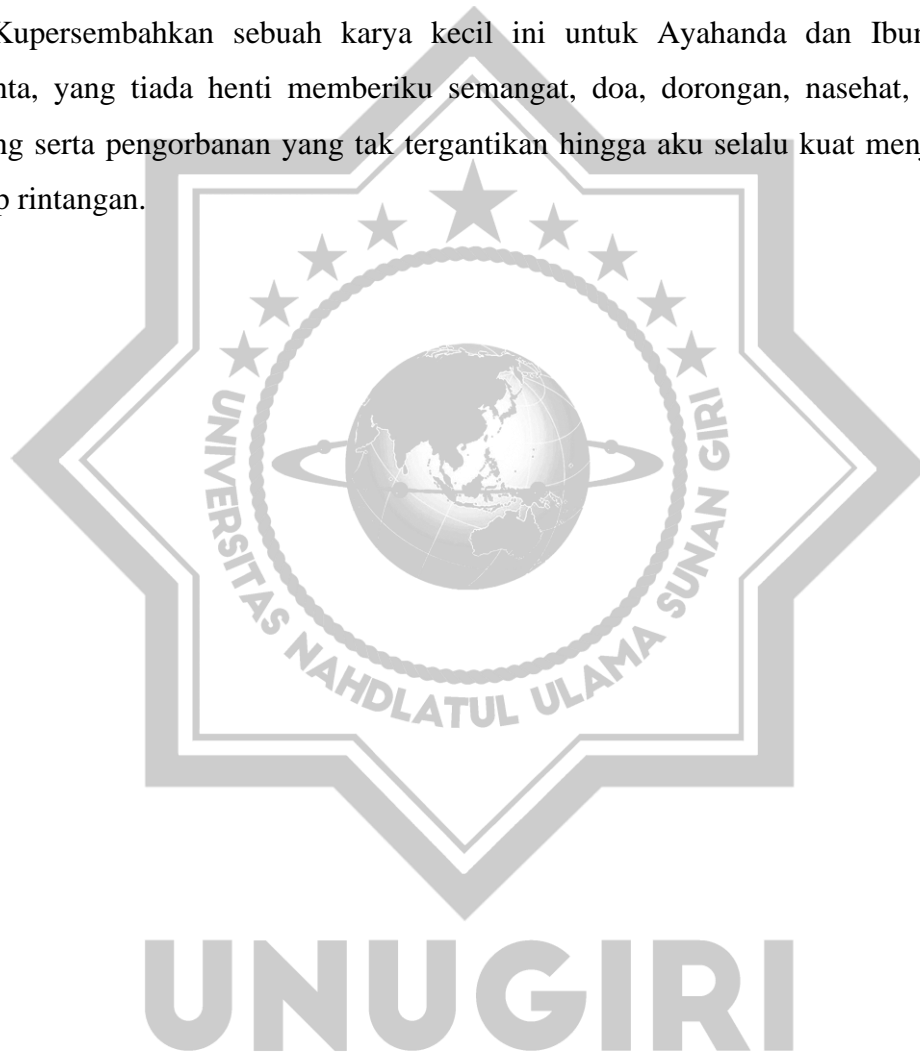 Kupersembahkan sebuah karya kecil ini untuk Ayahanda dan Ibun
nta, yang tiada henti memberiku semangat, doa, dorongan, nasehat,
ng serta pengorbanan yang tak tergantikan hingga aku selalu kuat menj
p rintangan.
UNIVERSITAS NAHDLATUL ULAMA SUNAN GIRI
UNUGIRI